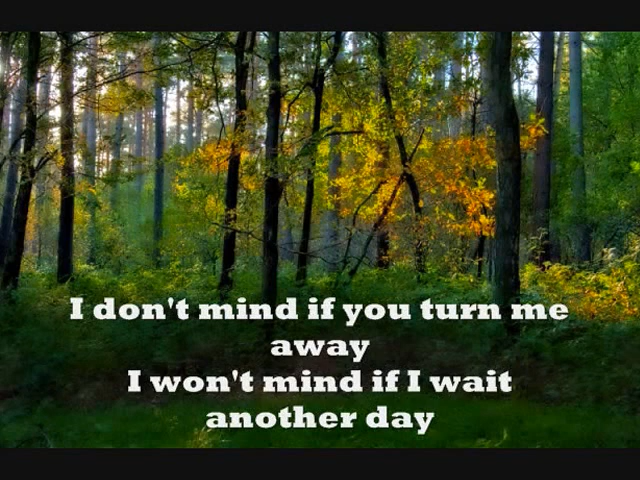 I don't mind if you turn me
away
I won't mind if I wait
another day